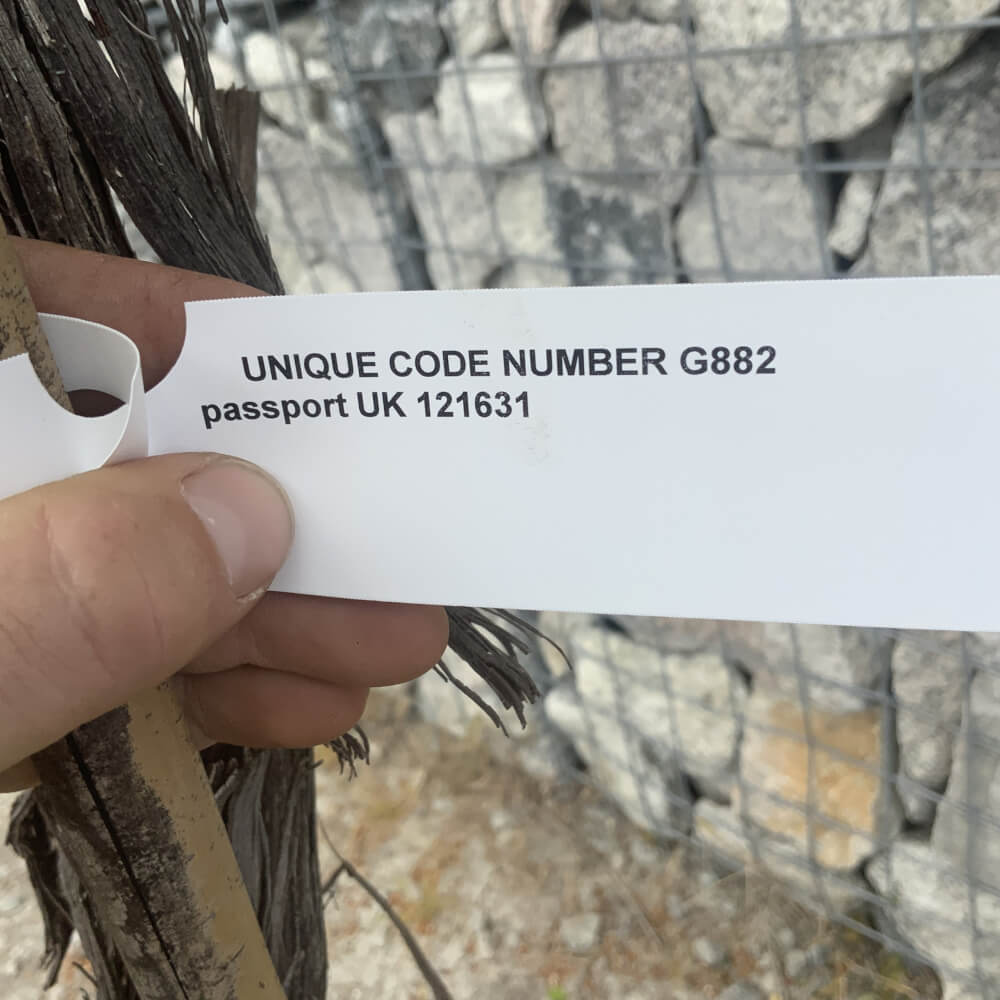 UNIQUE CODE NUMBER G882
passport UK 121631